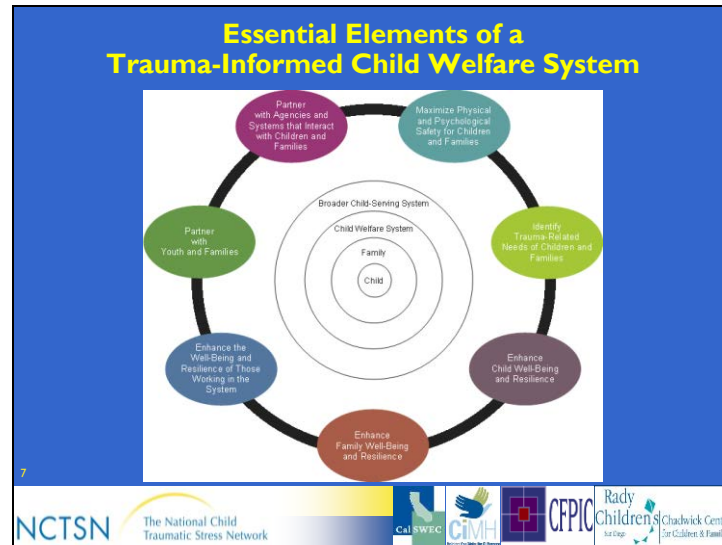 Essential Elements of a
Trauma-Informed Child Welfare System
Partner
with Agencies and
Systems that Interact
with Children and
Families
Maximize Physical
and Psychological
Safety for Children
and Families
Identify
Trauma-Related
Needs of Children and
Families
Enhance
Child Well-Being
and Resilience
Enhance
Family Well-Being
and Resilience
Enhance the
Well-Being and
Resilience of Those
Working in the
System
Partner
with
Youth and Families
Broader Child-Serving System
Child Welfare System
Family
Child
7
NCTSN
The National Child
Traumatic Stress Network
Cal SWEC
CiMH
CFPIC
Rady
Children's
San Diego
Chadwick Cent
for Children & Famil